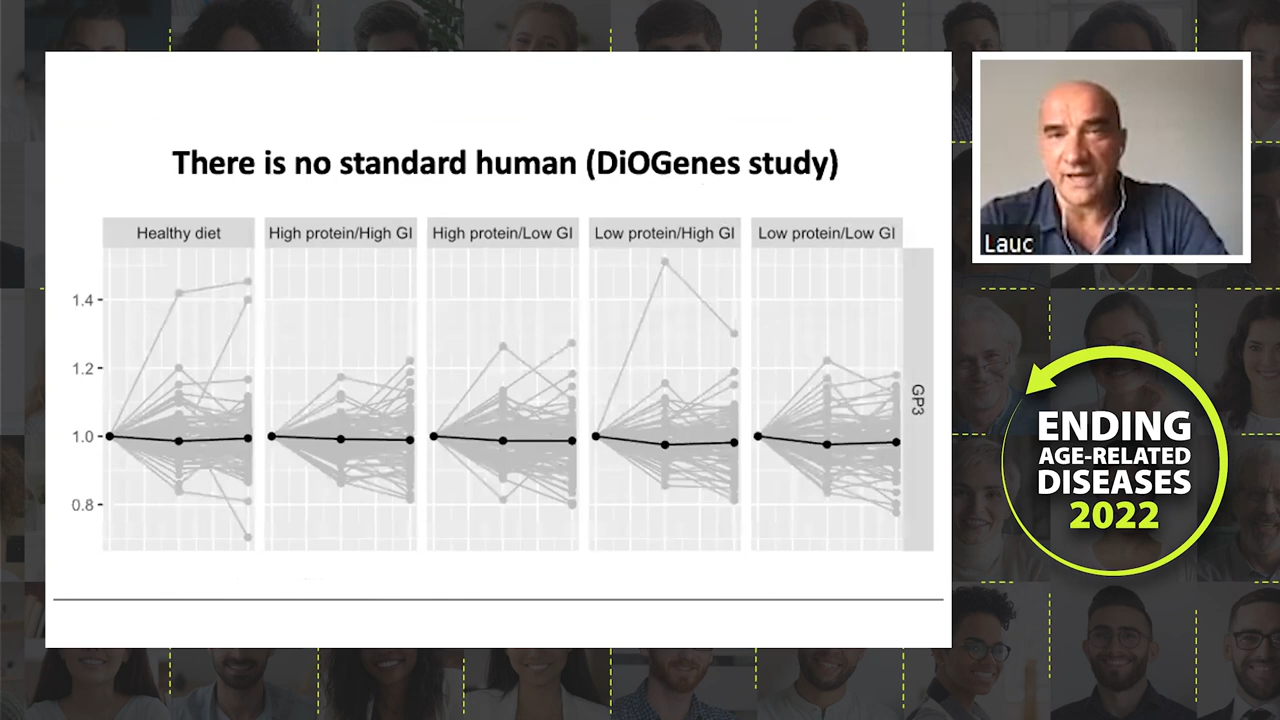 There is no standard human (DiOGenes study)
Healthy diet
High protein/High GI
High protein/Low GI
Low protein/High GI
Low protein/Low GI
1.4
1.2
1.0
0.8
GP3
Lauc
ENDING
AGE-RELATED
DISEASES
2022